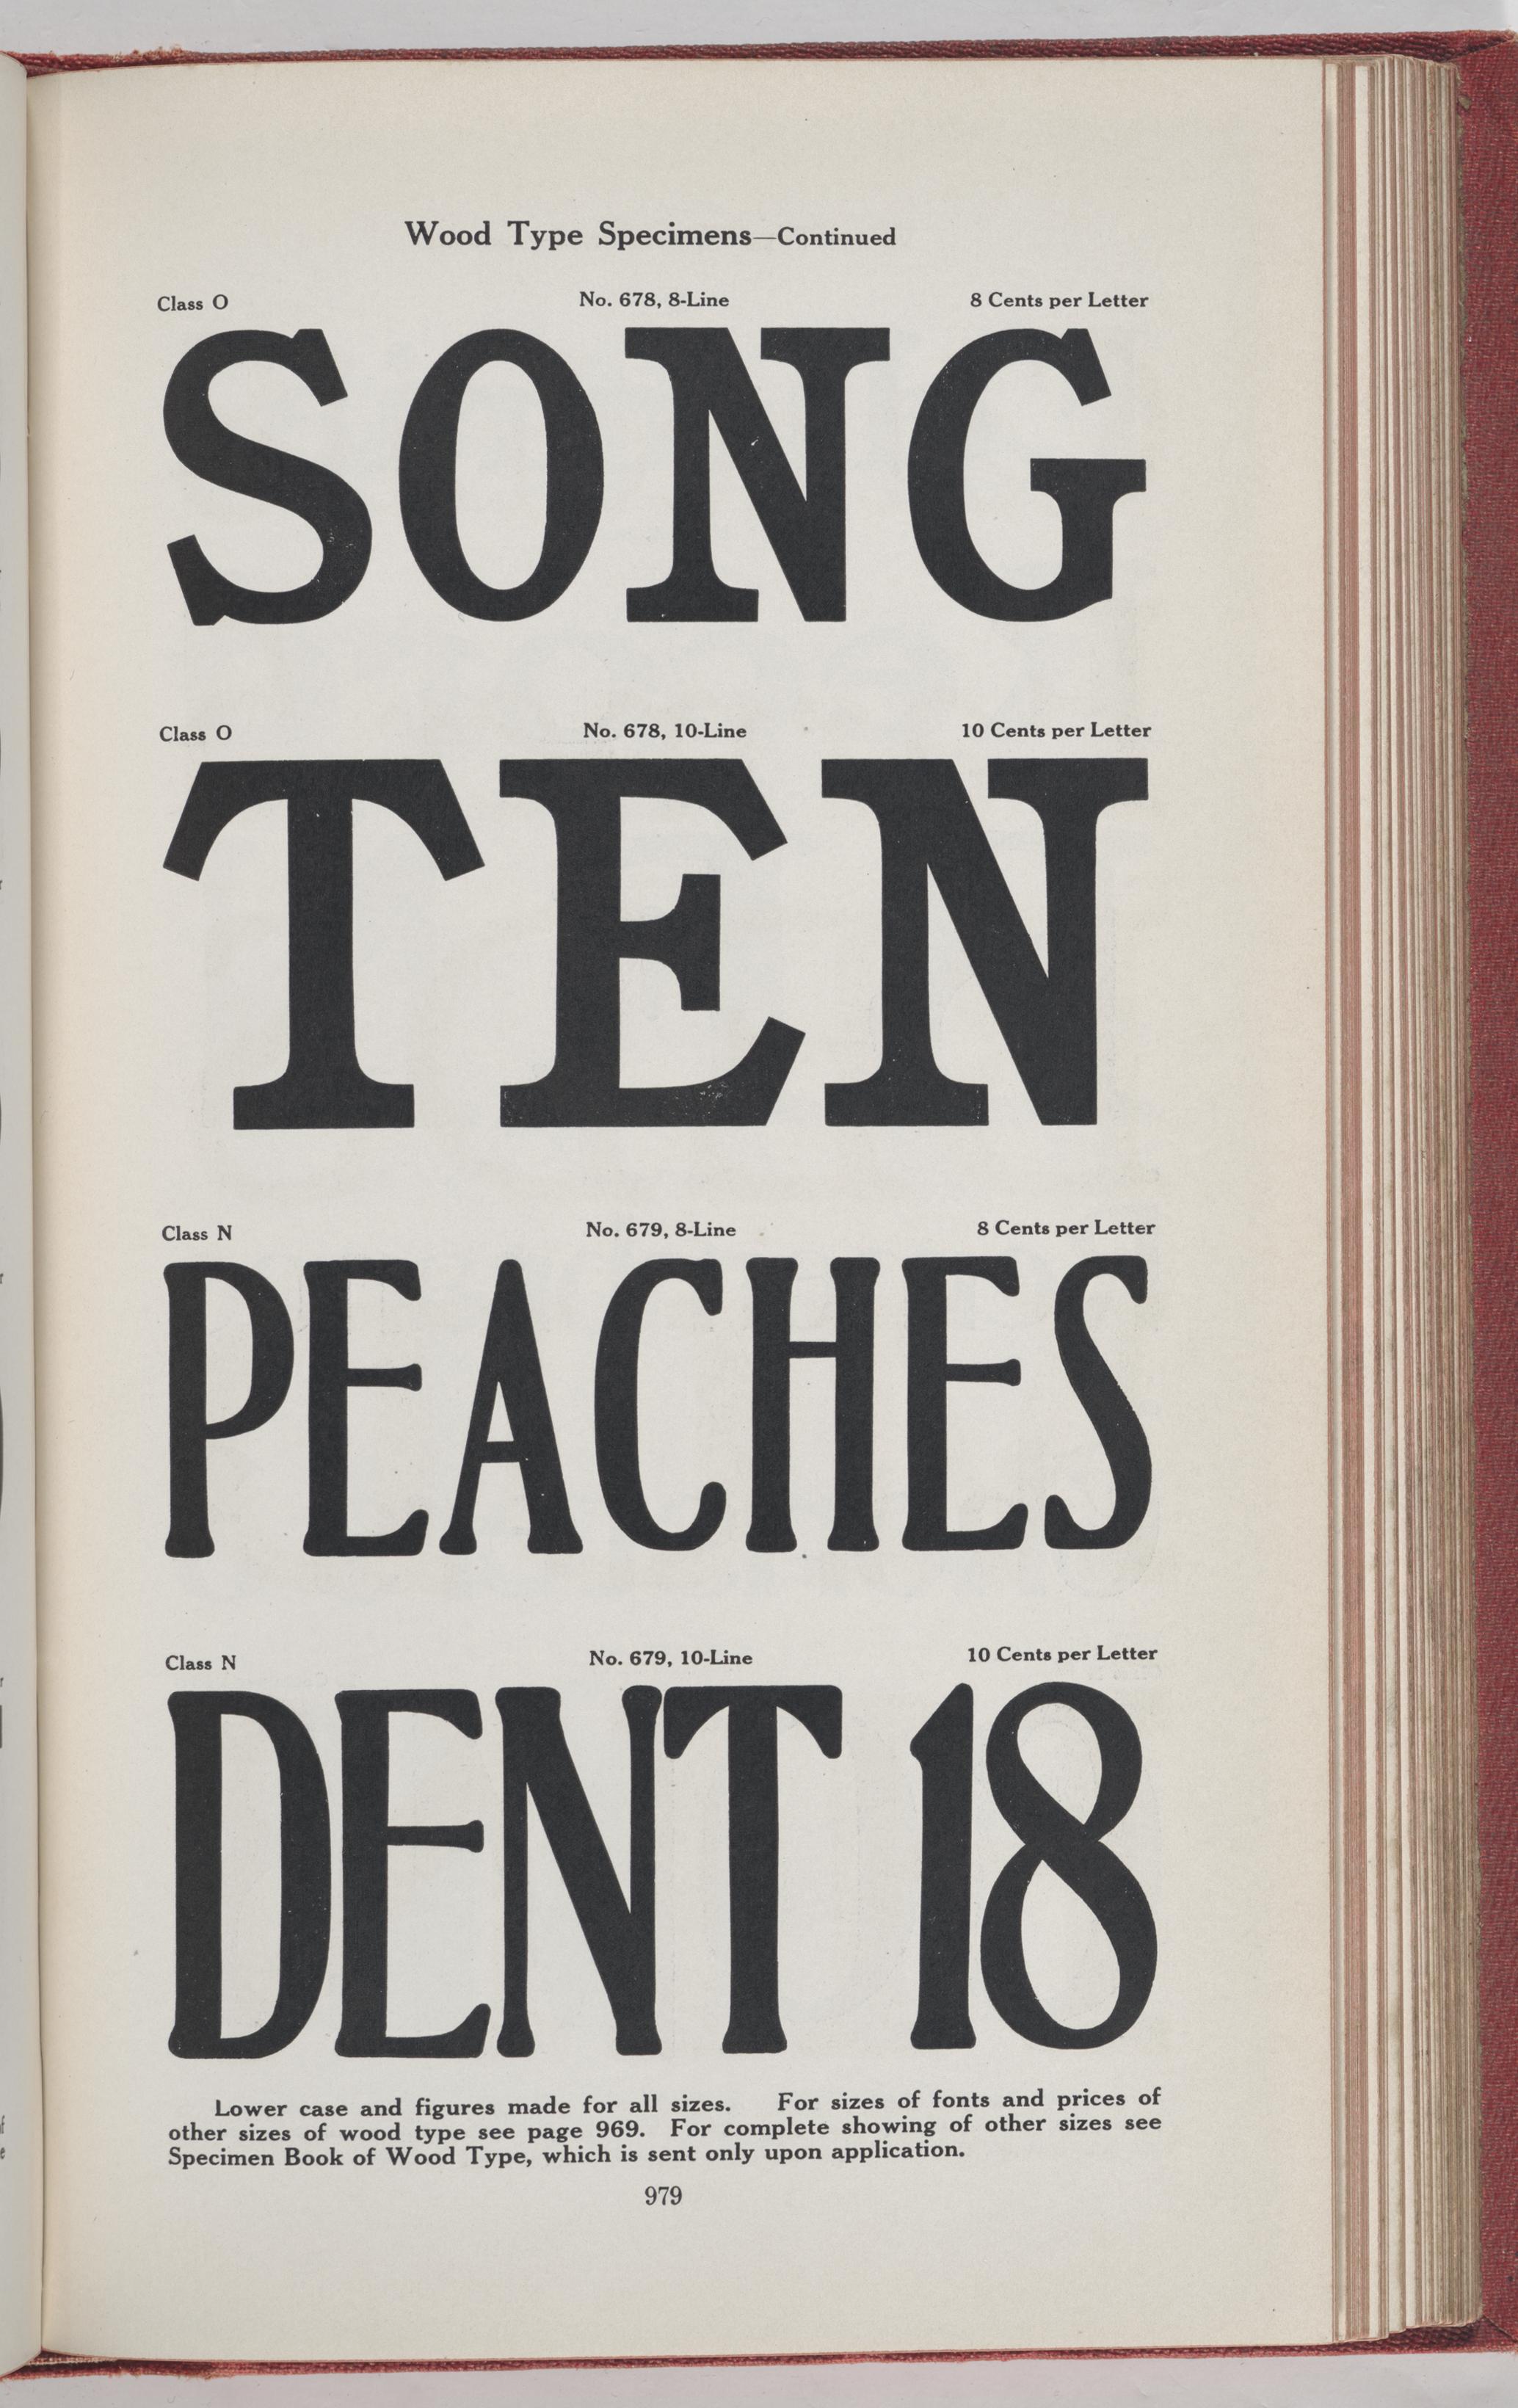 Wood Type Specimens—Continued
Class O No. 678, 8-Line 8 Cents per Letter
SONG
Class O No. 678, 10-Line 10 Cents per Letter
TEN
Class N No. 679, 8-Line 8 Cents per Letter
PEACHES
Class N No. 679, 10-Line 10 Cents per Letter
DENT 18
Lower case and figures made for all sizes. For sizes of fonts and prices of
other sizes of wood type see page 969. For complete showing of other sizes see
Specimen Book of Wood Type, which is sent only upon application.
979